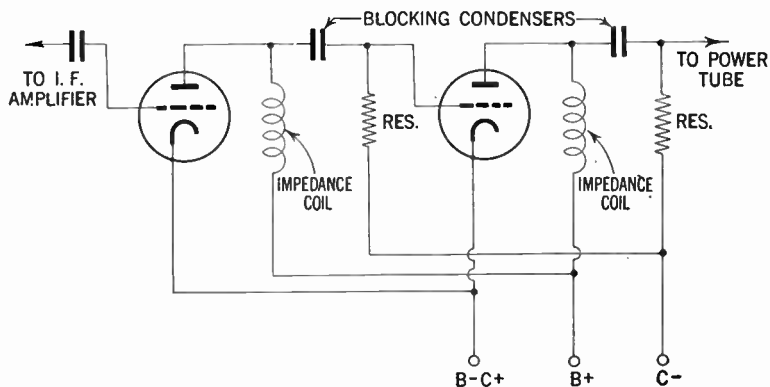 BLOCKING CONDENSERS
TO I. F.
AMPLIFIER
TO POWER
TUBE
RES.
RES.
IMPEDANCE
COIL
IMPEDANCE
COIL
B-C+
B+
C-